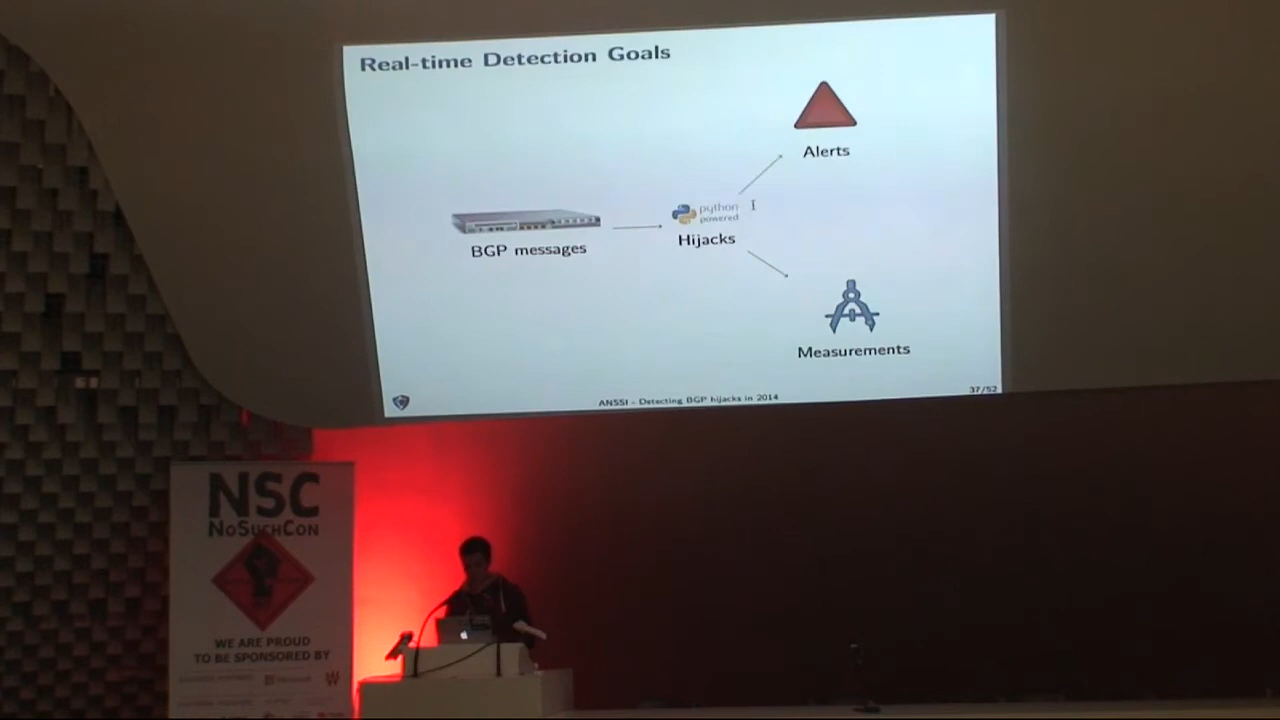 Real-time Detection Goals
Alerts
python
powered
BGP messages
Hijacks
Measurements
ANSSI - Detecting BGP hijacks in 2014
37/52
NSC
NoSuchCon
WE ARE PROUD
TO BE SPONSORED BY
Microsoft